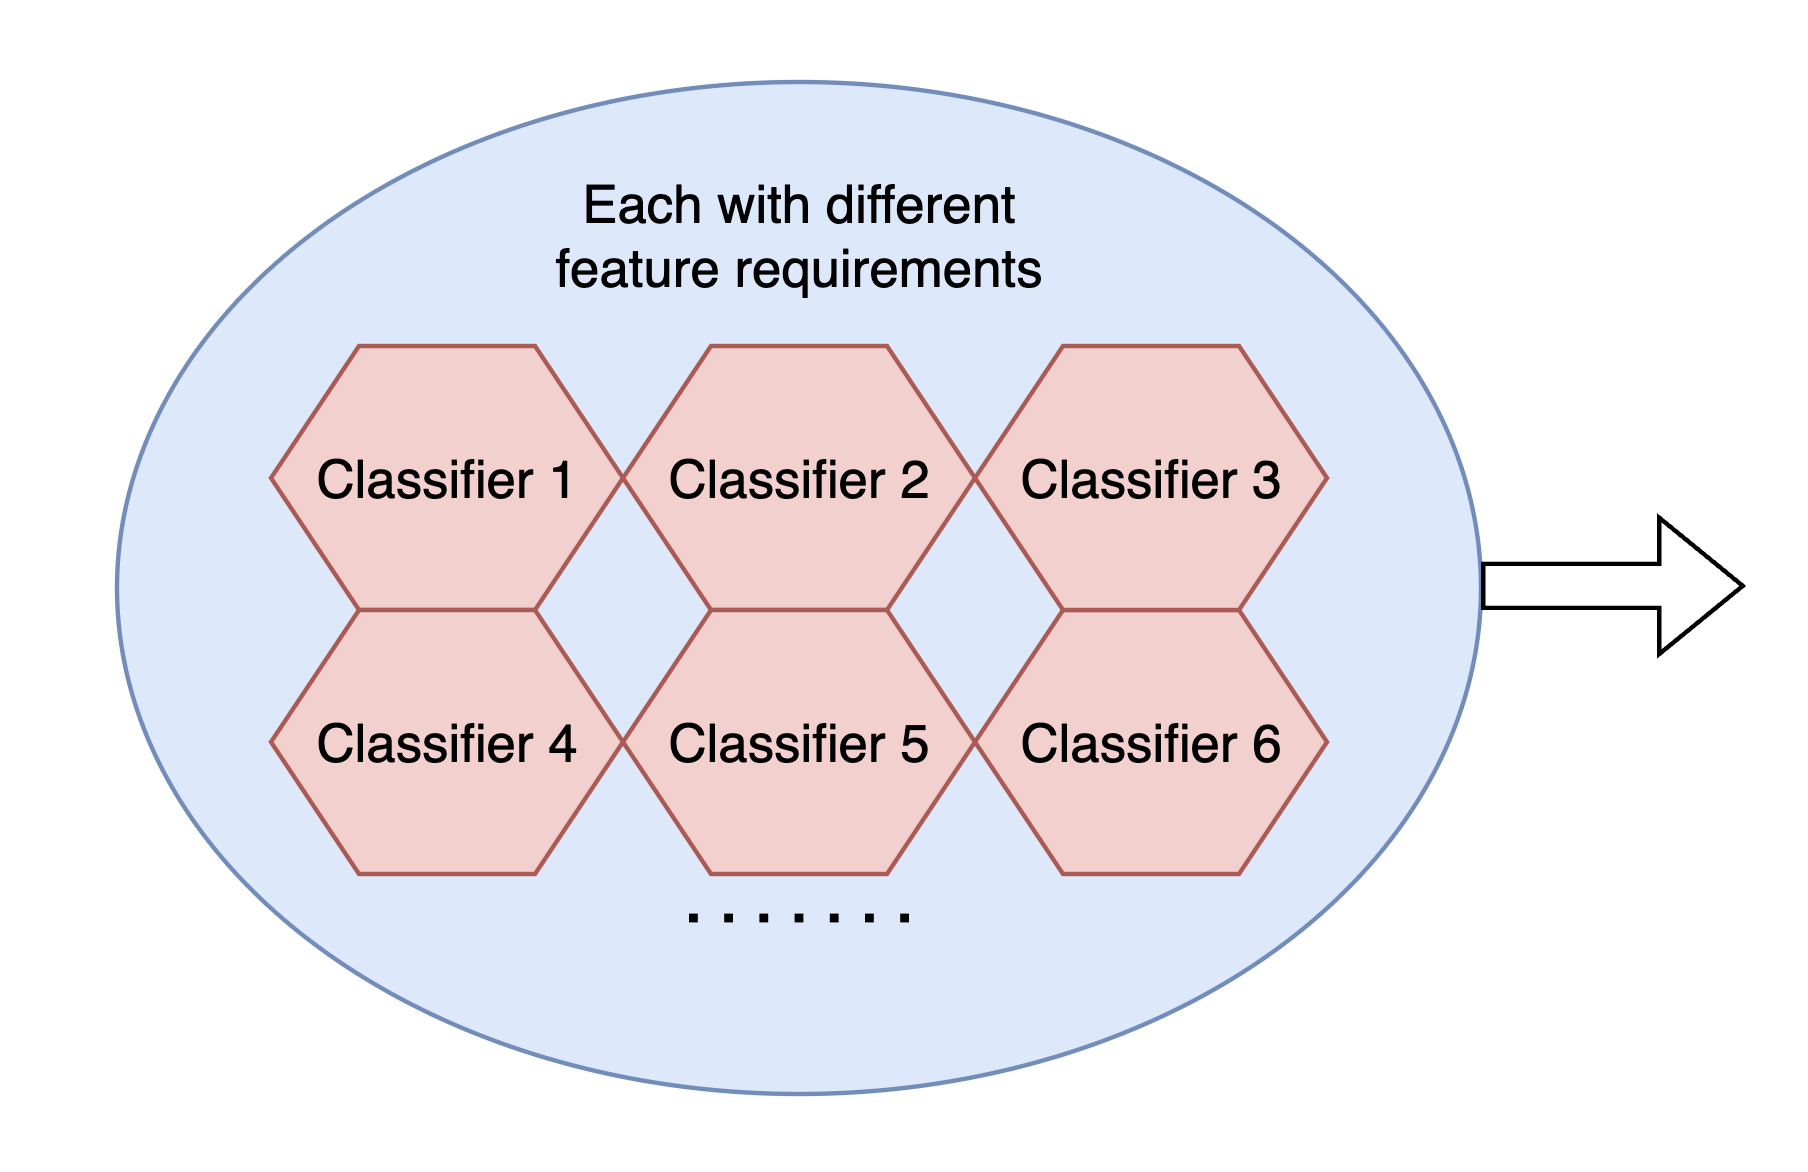 Each with different
feature requirements
Classifier 1
Classifier 2
Classifier 3
Classifier 4
Classifier 5
Classifier 6
.......